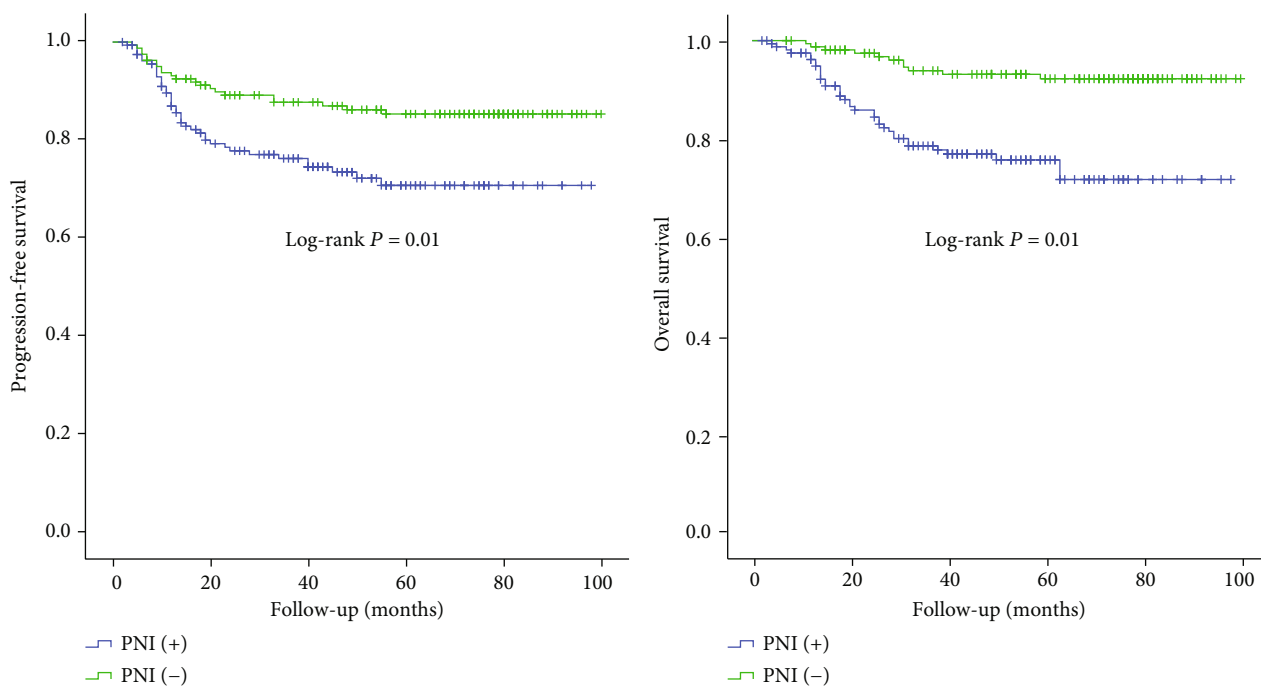 1.0
0.8
0.6
0.4
0.2
0.0
Progression-free survival
Log-rank P = 0.01
0 20 40 60 80 100
Follow-up (months)
PNI (+)
PNI (−)
1.0
0.8
0.6
0.4
0.2
0.0
Overall survival
Log-rank P = 0.01
0 20 40 60 80 100
Follow-up (months)
PNI (+)
PNI (−)